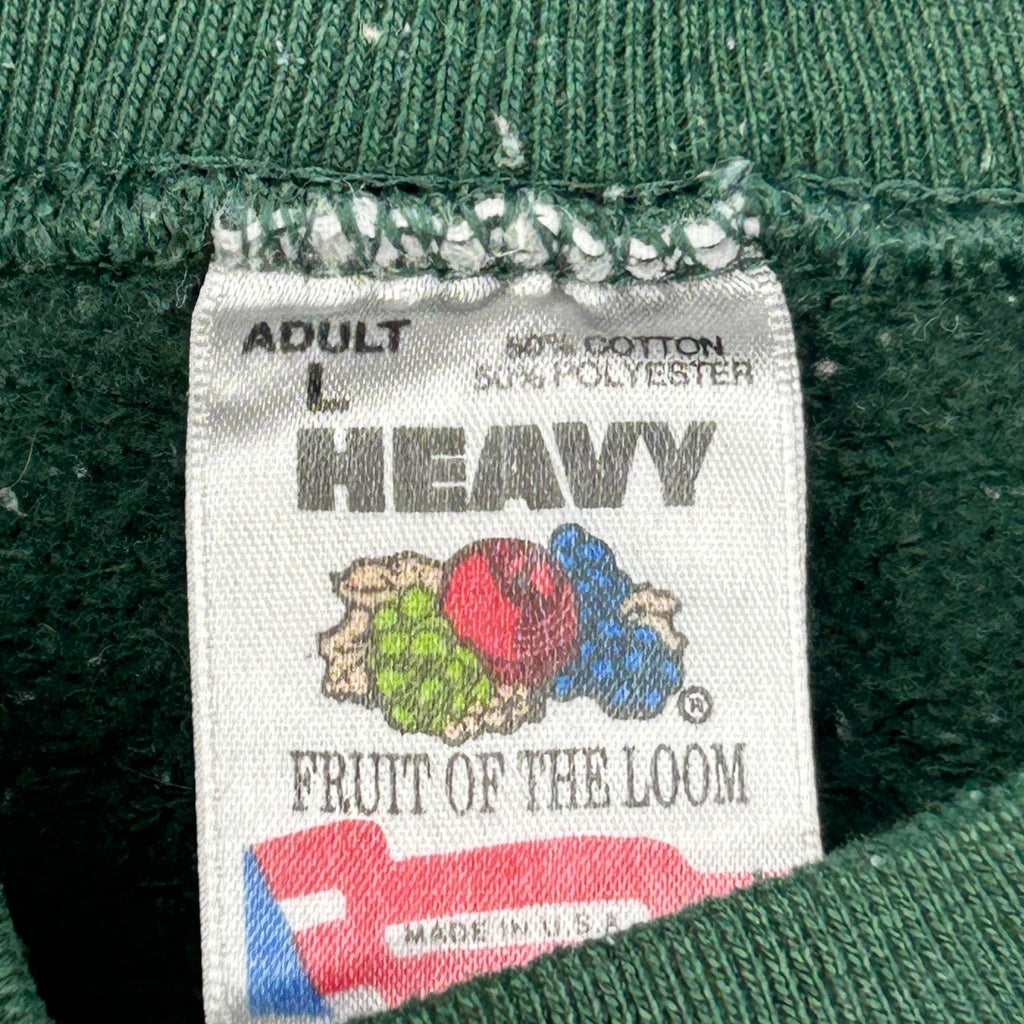 ADULT
L
50% COTTON
50% POLYESTER
HEAVY
®
FRUIT OF THE LOOM
MADE IN U.S.A